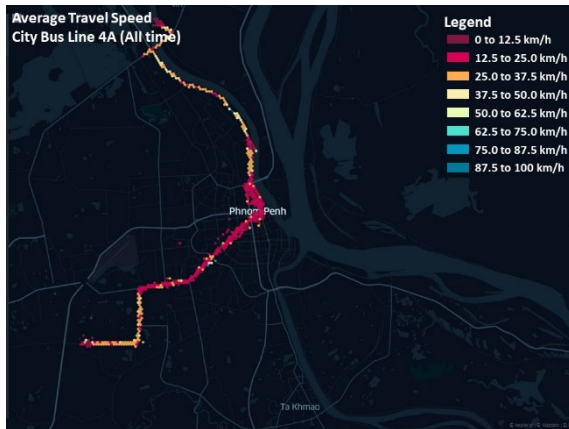 Average Travel Speed
City Bus Line 4A (All time)
Legend
0 to 12.5 km/h
12.5 to 25.0 km/h
25.0 to 37.5 km/h
37.5 to 50.0 km/h
50.0 to 62.5 km/h
62.5 to 75.0 km/h
75.0 to 87.5 km/h
87.5 to 100 km/h
Phnom Penh
Ta Khmao